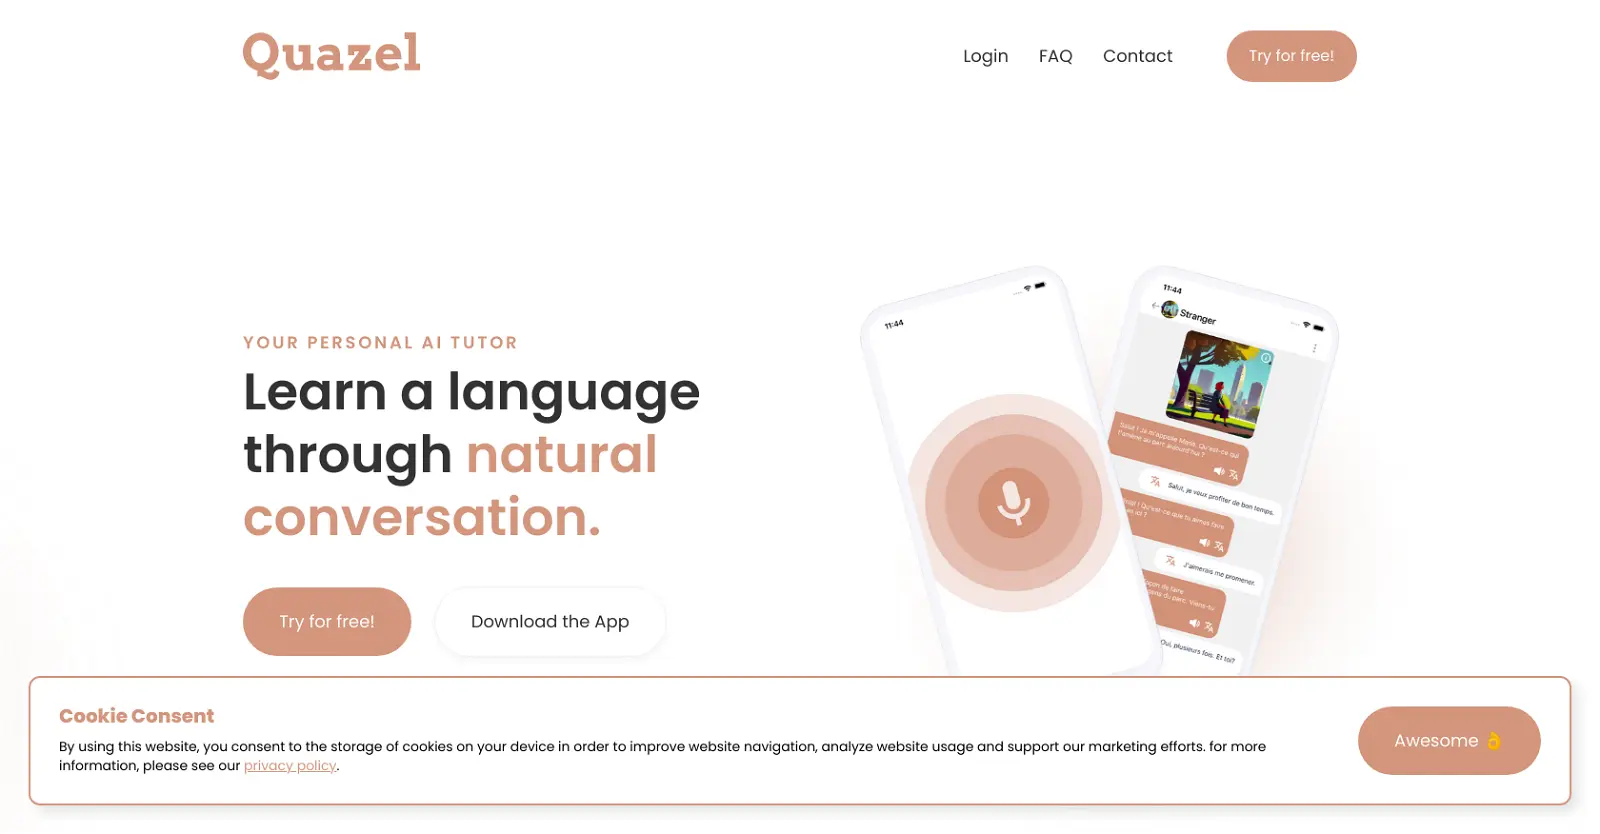 Quazel
Login
FAQ
Contact
Try for free!
YOUR PERSONAL AI TUTOR
Learn a language
through natural
conversation.
Try for free!
Download the App
11:44
11:44
Stranger
Salut ! Je m'appelle Marie. Qu'est-ce qui
t'amène au parc aujourd'hui ?
Salut, je veux profiter de bon temps.
! Qu'est-ce que tu aimes faire
ici ?
J'aimerais me promener.
faire
du parc. Viens-tu
Oui, plusieurs fois. Et toi?
Cookie Consent
By using this website, you consent to the storage of cookies on your device in order to improve website navigation, analyze website usage and support our marketing efforts. for more
information, please see our privacy policy.
Awesome 👌